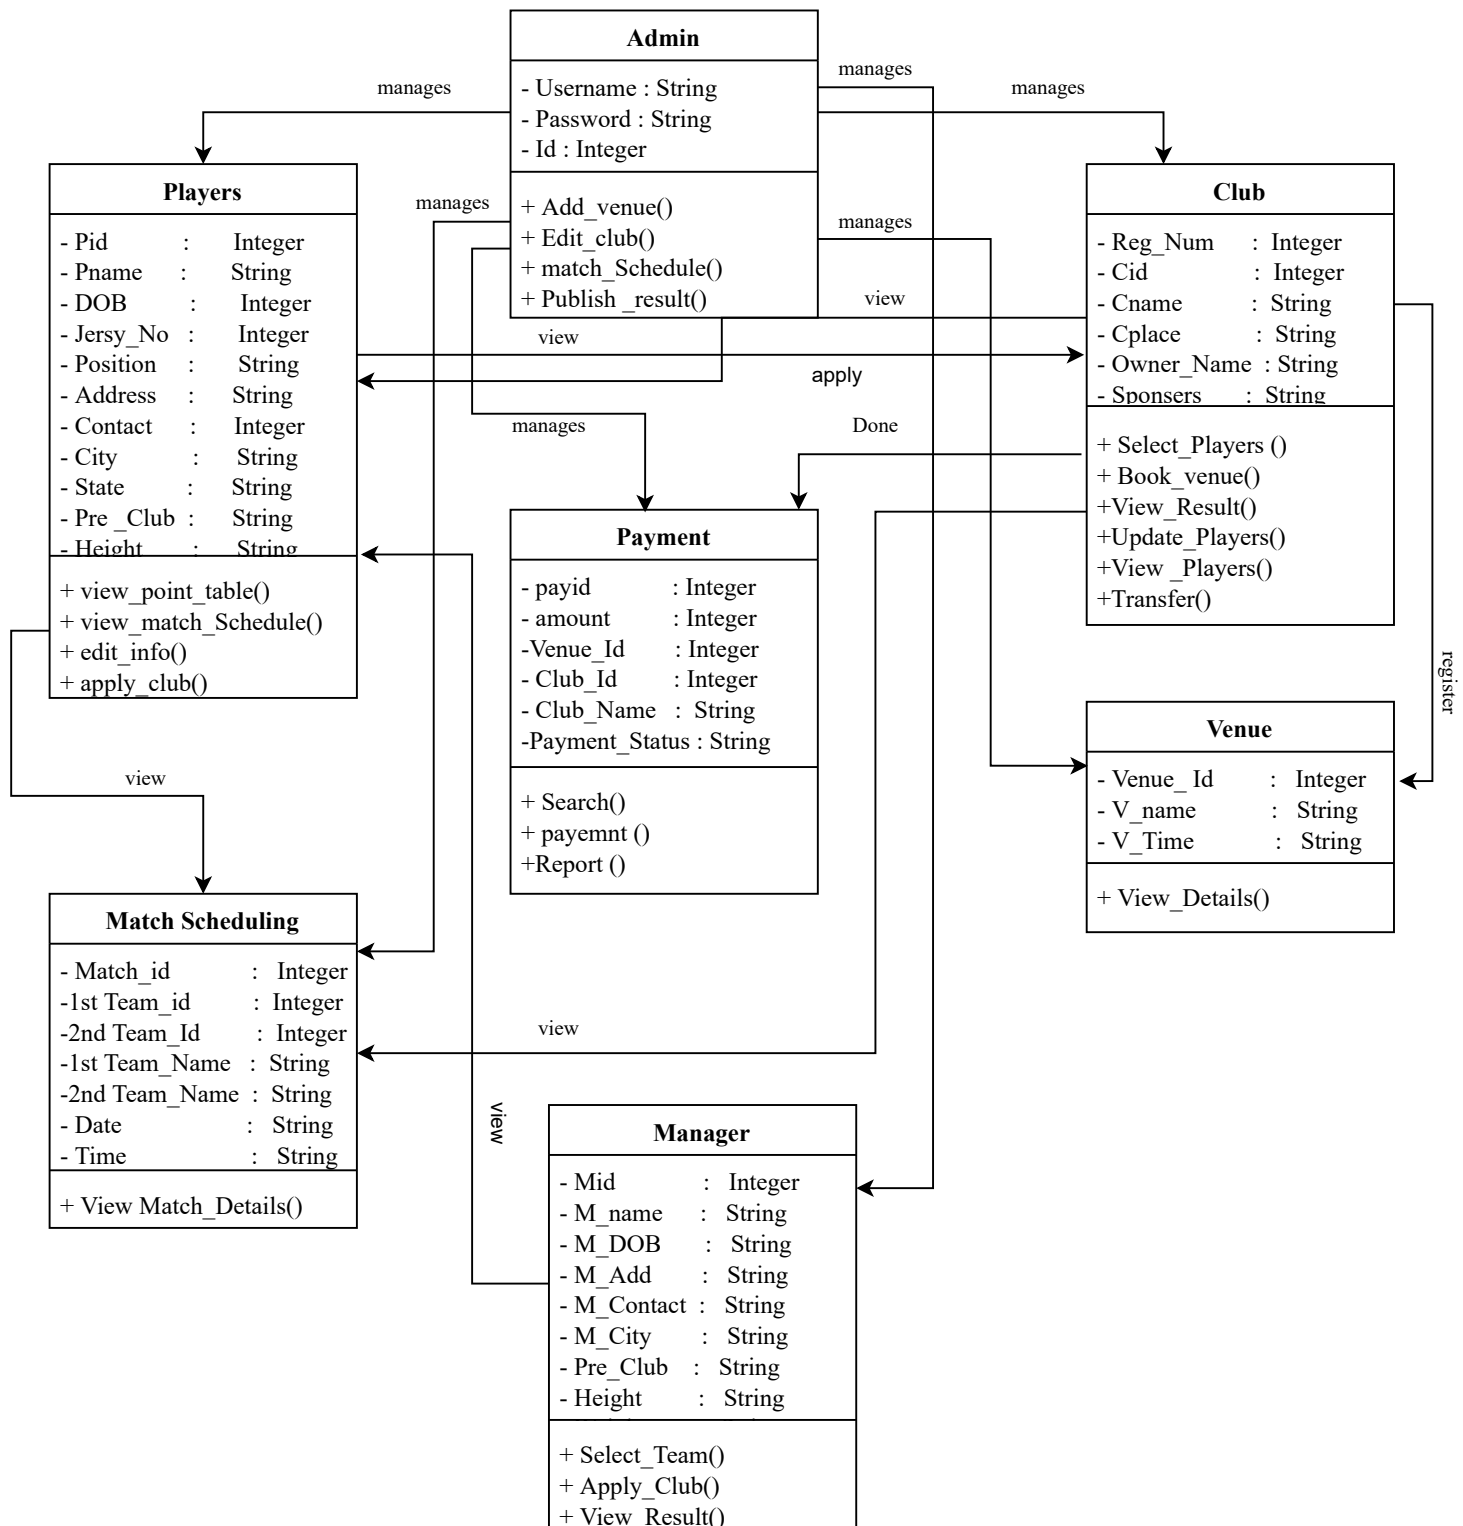 Admin
- Username : String
- Password : String
- Id : Integer
+ Add_venue()
+ Edit_club()
+ match_Schedule()
+ Publish _result()
manages
manages
manages
manages
manages
manages
Players
- Pid : Integer
- Pname : String
- DOB : Integer
- Jersy_No : Integer
- Position : String
- Address : String
- Contact : Integer
- City : String
- State : String
- Pre _Club : String
- Height : String
+ view_point_table()
+ view_match_Schedule()
+ edit_info()
+ apply_club()
view
view
apply
Done
Club
- Reg_Num : Integer
- Cid : Integer
- Cname : String
- Cplace : String
- Owner_Name : String
- Sponsers : String
+ Select_Players ()
+ Book_venue()
+View_Result()
+Update_Players()
+View _Players()
+Transfer()
register
Payment
- payid : Integer
- amount : Integer
-Venue_Id : Integer
- Club_Id : Integer
- Club_Name : String
-Payment_Status : String
+ Search()
+ payemnt ()
+Report ()
Venue
- Venue_ Id : Integer
- V_name : String
- V_Time : String
+ View_Details()
view
Match Scheduling
- Match_id : Integer
-1st Team_id : Integer
-2nd Team_Id : Integer
-1st Team_Name : String
-2nd Team_Name : String
- Date : String
- Time : String
+ View Match_Details()
view
view
Manager
- Mid : Integer
- M_name : String
- M_DOB : String
- M_Add : String
- M_Contact : String
- M_City : String
- Pre_Club : String
- Height : String
+ Select_Team()
+ Apply_Club()
+ View_Result()